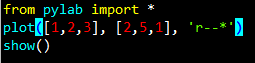 from pylab import *
plot([1,2,3], [2,5,1], 'r--*')
show()